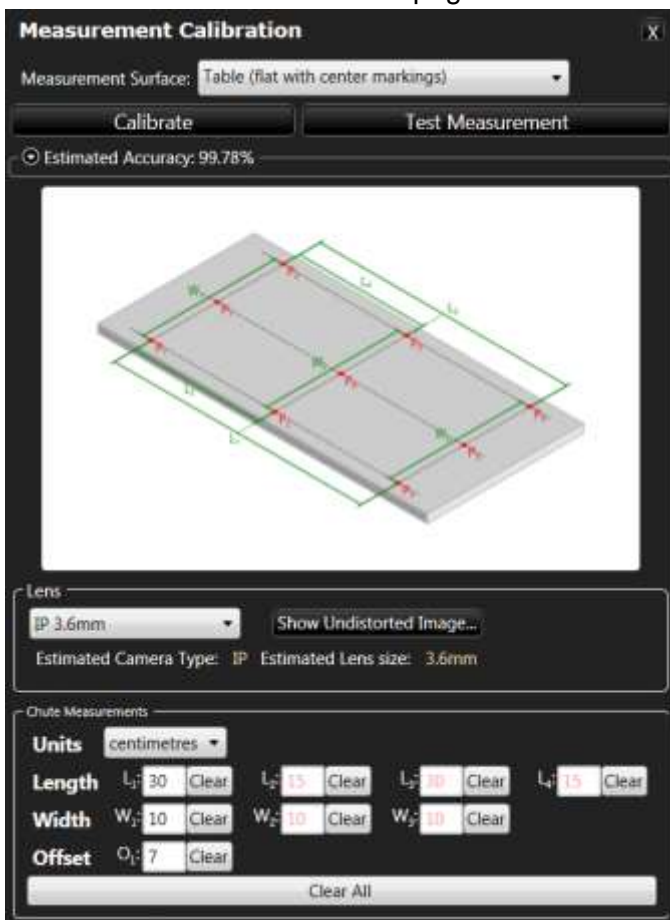 Measurement Calibration X
Measurement Surface: Table (flat with center markings)
Calibrate Test Measurement
Estimated Accuracy: 99.78%
Lens
IP 3.6mm Show Undistorted Image...
Estimated Camera Type: IP Estimated Lens size: 3.6mm
Chute Measurements
Units centimetres
Length L₁: 30 Clear L₂: 15 Clear L₃: 30 Clear L₄: 15 Clear
Width W₁: 10 Clear W₂: 10 Clear W₃: 10 Clear
Offset O₁: 7 Clear
Clear All